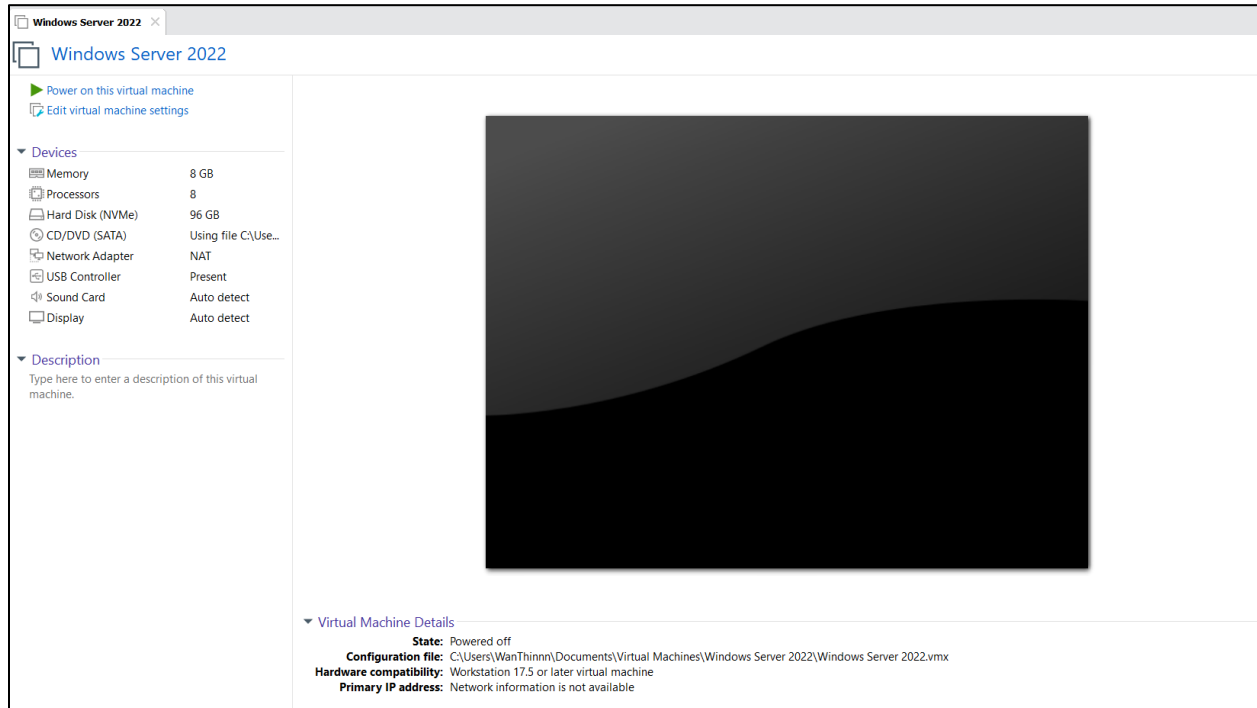 Windows Server 2022
Windows Server 2022
Power on this virtual machine
Edit virtual machine settings
Devices
Memory 8 GB
Processors 8
Hard Disk (NVMe) 96 GB
CD/DVD (SATA) Using file C:\Use...
Network Adapter NAT
USB Controller Present
Sound Card Auto detect
Display Auto detect
Description
Type here to enter a description of this virtual
machine.
Virtual Machine Details
State: Powered off
Configuration file: C:\Users\WanThinnn\Documents\Virtual Machines\Windows Server 2022\Windows Server 2022.vmx
Hardware compatibility: Workstation 17.5 or later virtual machine
Primary IP address: Network information is not available